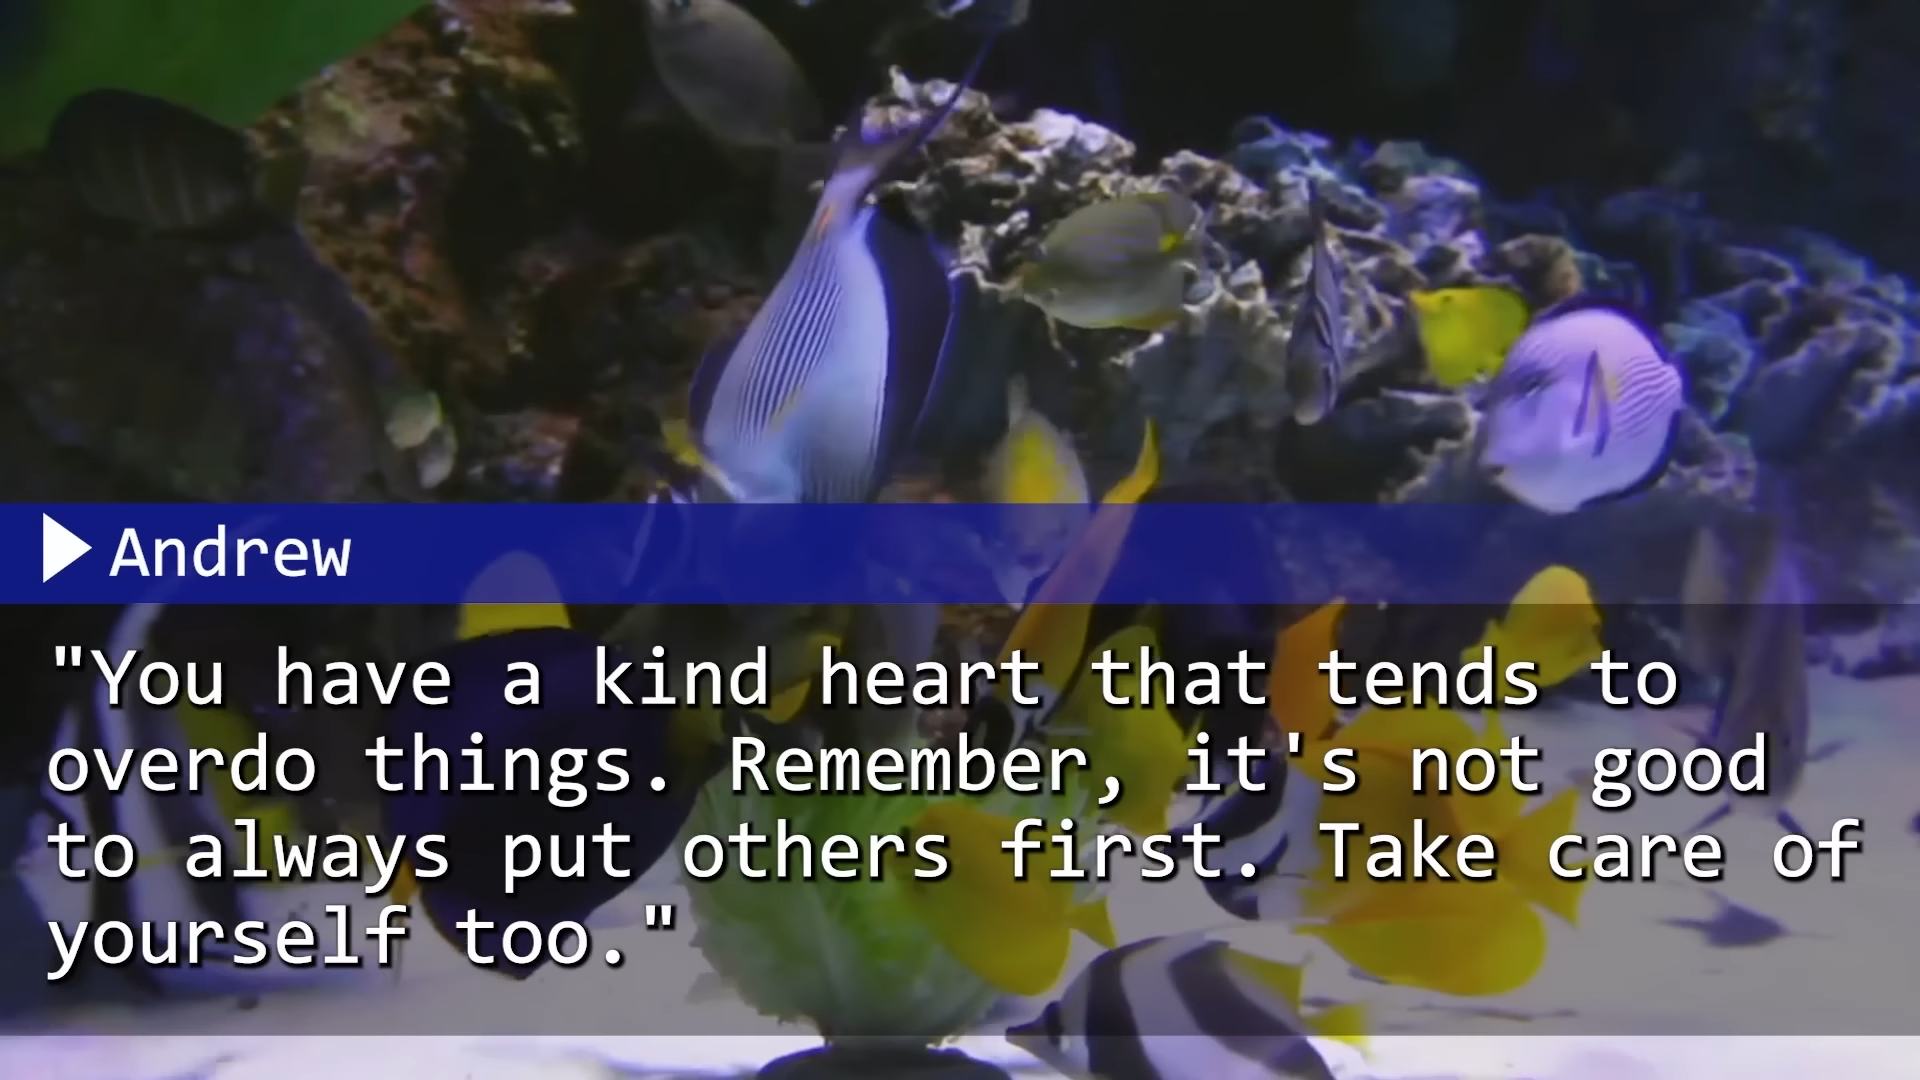 Andrew
"You have a kind heart that tends to
overdo things. Remember, it's not good
to always put others first. Take care of
yourself too."